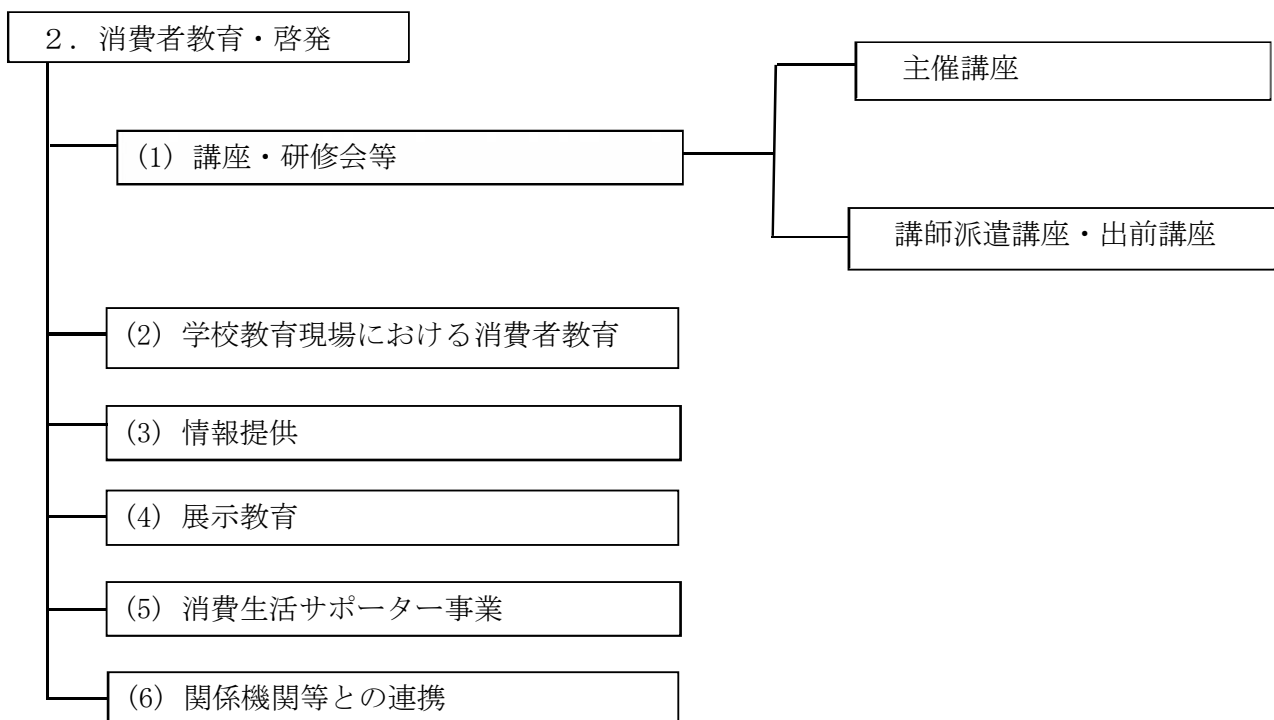 ２．消費者教育・啓発
主催講座
(1) 講座・研修会等
講師派遣講座・出前講座
(2) 学校教育現場における消費者教育
(3) 情報提供
(4) 展示教育
(5) 消費生活サポーター事業
(6) 関係機関等との連携